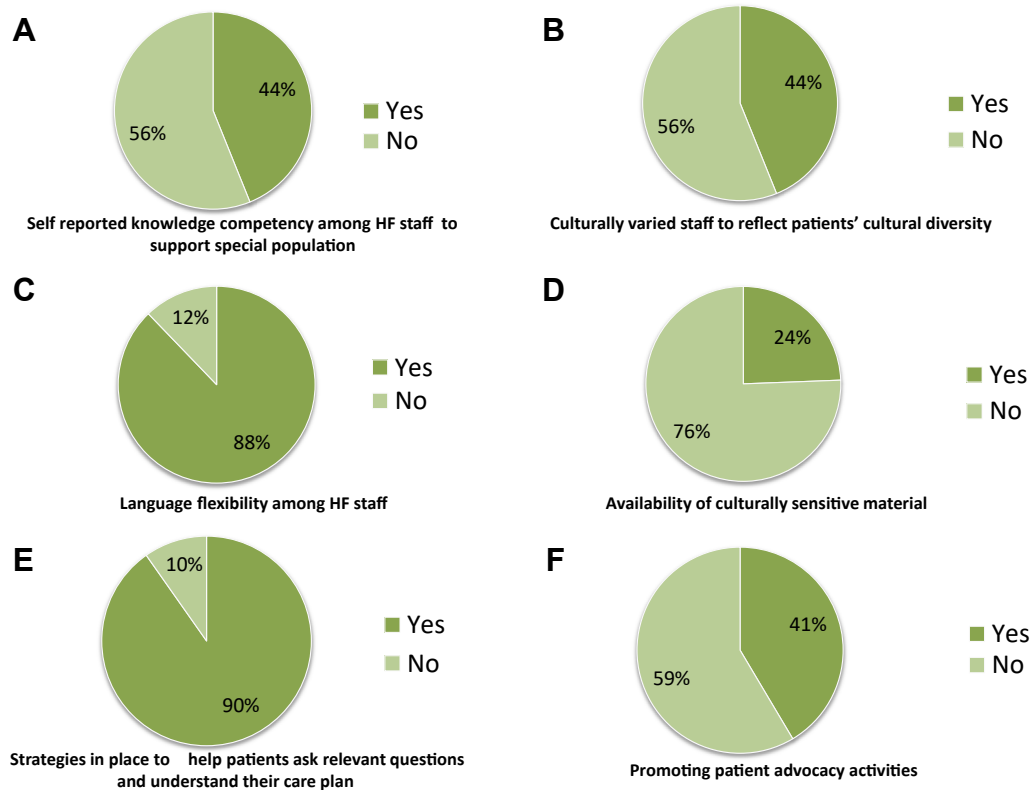 A
44%
56%
Yes
No
Self reported knowledge competency among HF staff to
support special population
B
44%
56%
Yes
No
Culturally varied staff to reflect patients’ cultural diversity
C
12%
88%
Yes
No
Language flexibility among HF staff
D
24%
76%
Yes
No
Availability of culturally sensitive material
E
10%
90%
Yes
No
Strategies in place to help patients ask relevant questions
and understand their care plan
F
41%
59%
Yes
No
Promoting patient advocacy activities